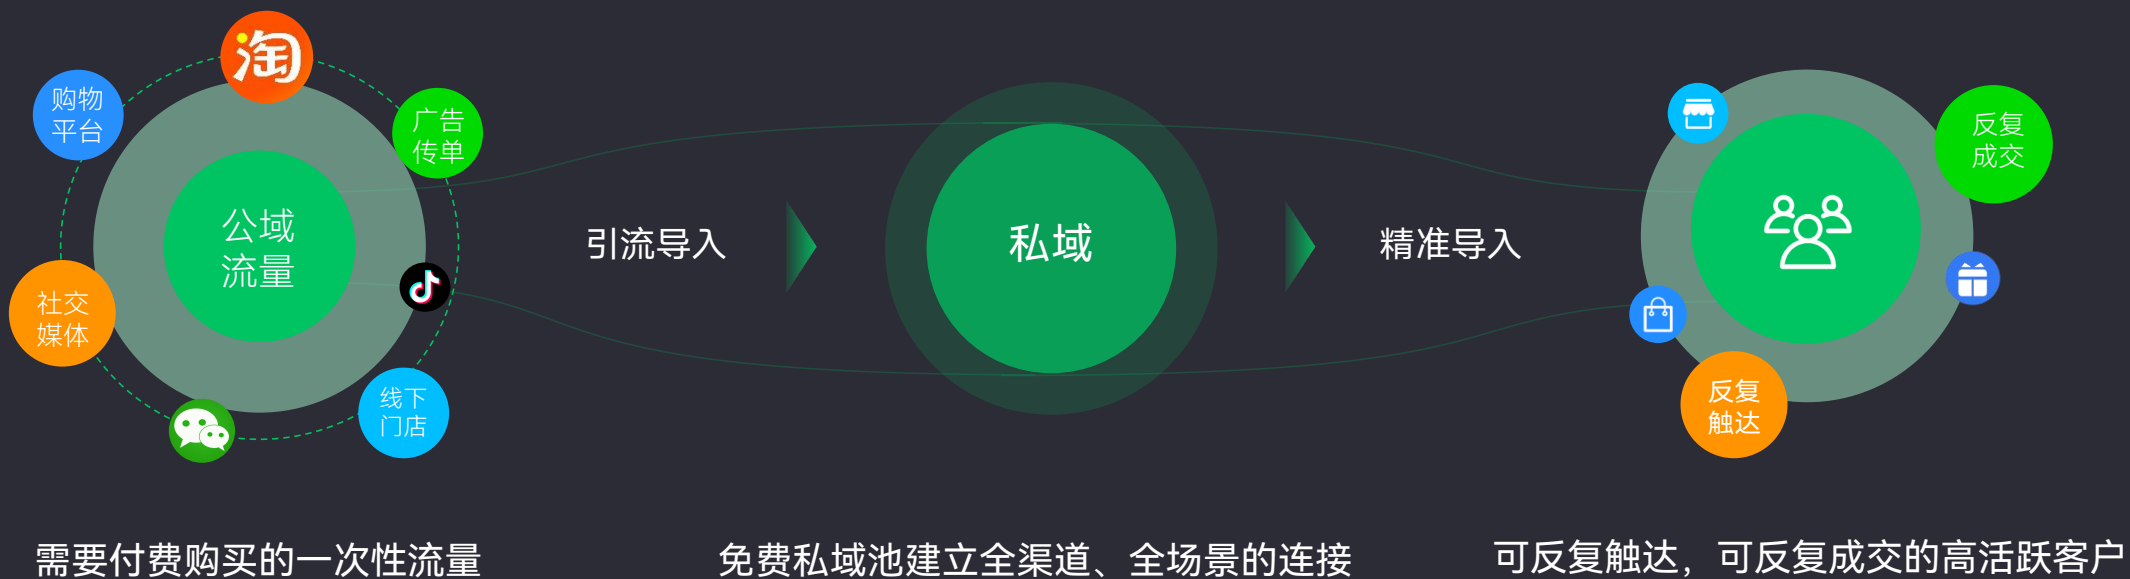 淘
购物
平台
广告
传单
公域
流量
社交
媒体
线下
门店
引流导入
私域
精准导入
反复
成交
反复
触达
需要付费购买的一次性流量
免费私域池建立全渠道、全场景的连接
可反复触达，可反复成交的高活跃客户